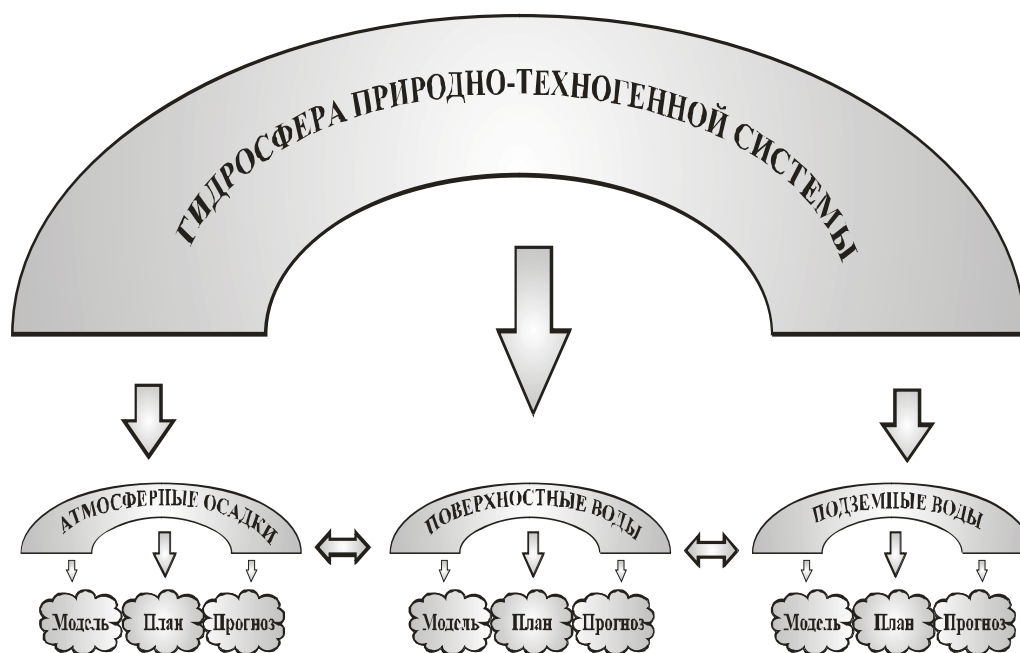 ГИДРОСФЕРА ПРИРОДНО-ТЕХНОГЕННОЙ СИСТЕМЫ
АТМОСФЕРНЫЕ ОСАДКИ
ПОВЕРХНОСТНЫЕ ВОДЫ
ПОДЗЕМНЫЕ ВОДЫ
Модель План Прогноз
Модель План Прогноз
Модель План Прогноз